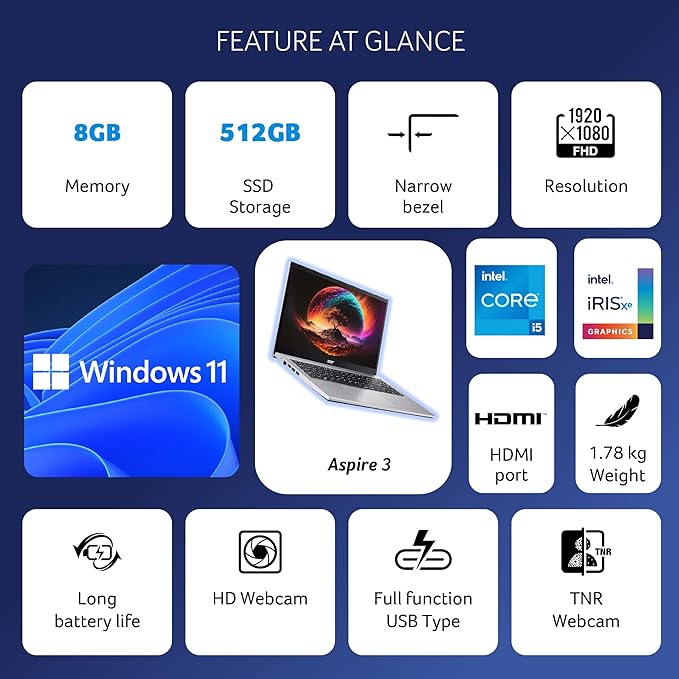 FEATURE AT GLANCE
8GB
Memory
512GB
SSD
Storage
Narrow
bezel
1920
×1080
FHD
Resolution
Windows 11
acer
Aspire 3
intel.
CORE
i5
intel.
iRISxe
GRAPHICS
HDMI
HDMI
port
1.78 kg
Weight
Long
battery life
HD Webcam
Full function
USB Type
TNR
TNR
Webcam